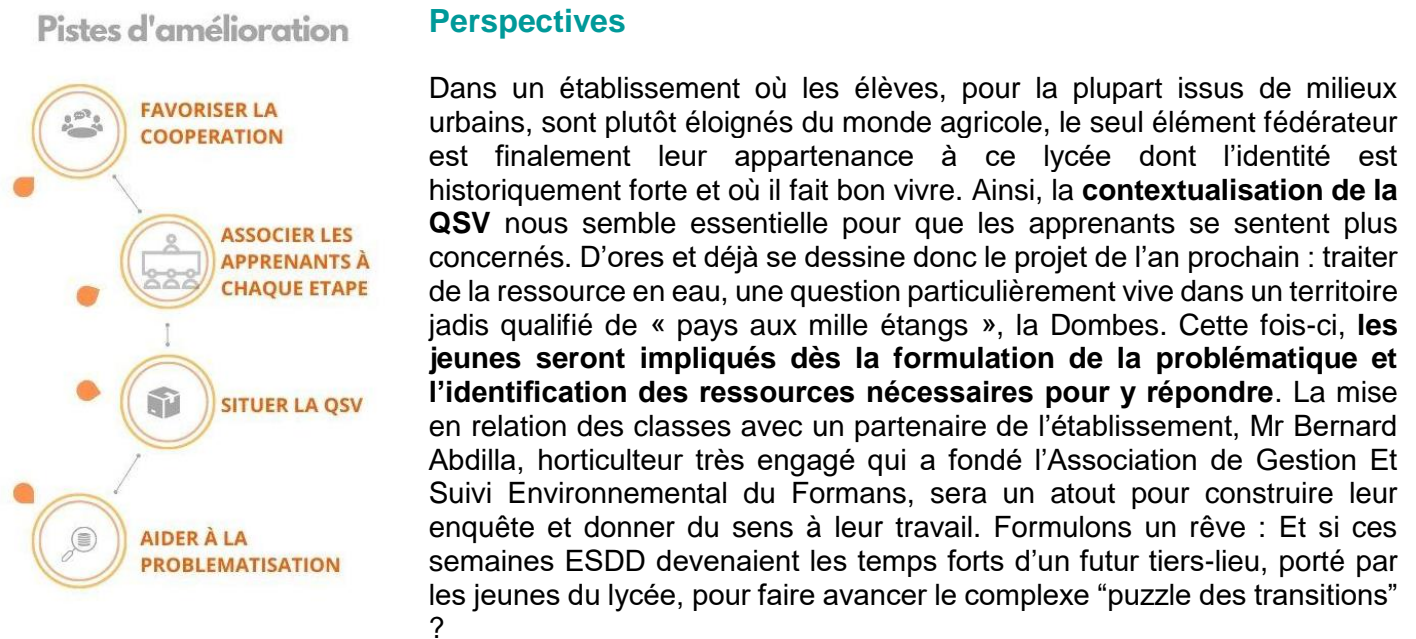 Pistes d'amélioration
FAVORISER LA
COOPERATION
ASSOCIER LES
APPRENANTS À
CHAQUE ETAPE
SITUER LA QSV
AIDER À LA
PROBLEMATISATION
Perspectives
Dans un établissement où les élèves, pour la plupart issus de milieux
urbains, sont plutôt éloignés du monde agricole, le seul élément fédérateur
est finalement leur appartenance à ce lycée dont l’identité est
historiquement forte et où il fait bon vivre. Ainsi, la contextualisation de la
QSV nous semble essentielle pour que les apprenants se sentent plus
concernés. D’ores et déjà se dessine donc le projet de l’an prochain : traiter
de la ressource en eau, une question particulièrement vive dans un territoire
jadis qualifié de « pays aux mille étangs », la Dombes. Cette fois-ci, les
jeunes seront impliqués dès la formulation de la problématique et
l’identification des ressources nécessaires pour y répondre. La mise
en relation des classes avec un partenaire de l’établissement, Mr Bernard
Abdilla, horticulteur très engagé qui a fondé l’Association de Gestion Et
Suivi Environnemental du Formans, sera un atout pour construire leur
enquête et donner du sens à leur travail. Formulons un rêve : Et si ces
semaines ESDD devenaient les temps forts d’un futur tiers-lieu, porté par
les jeunes du lycée, pour faire avancer le complexe “puzzle des transitions”
?